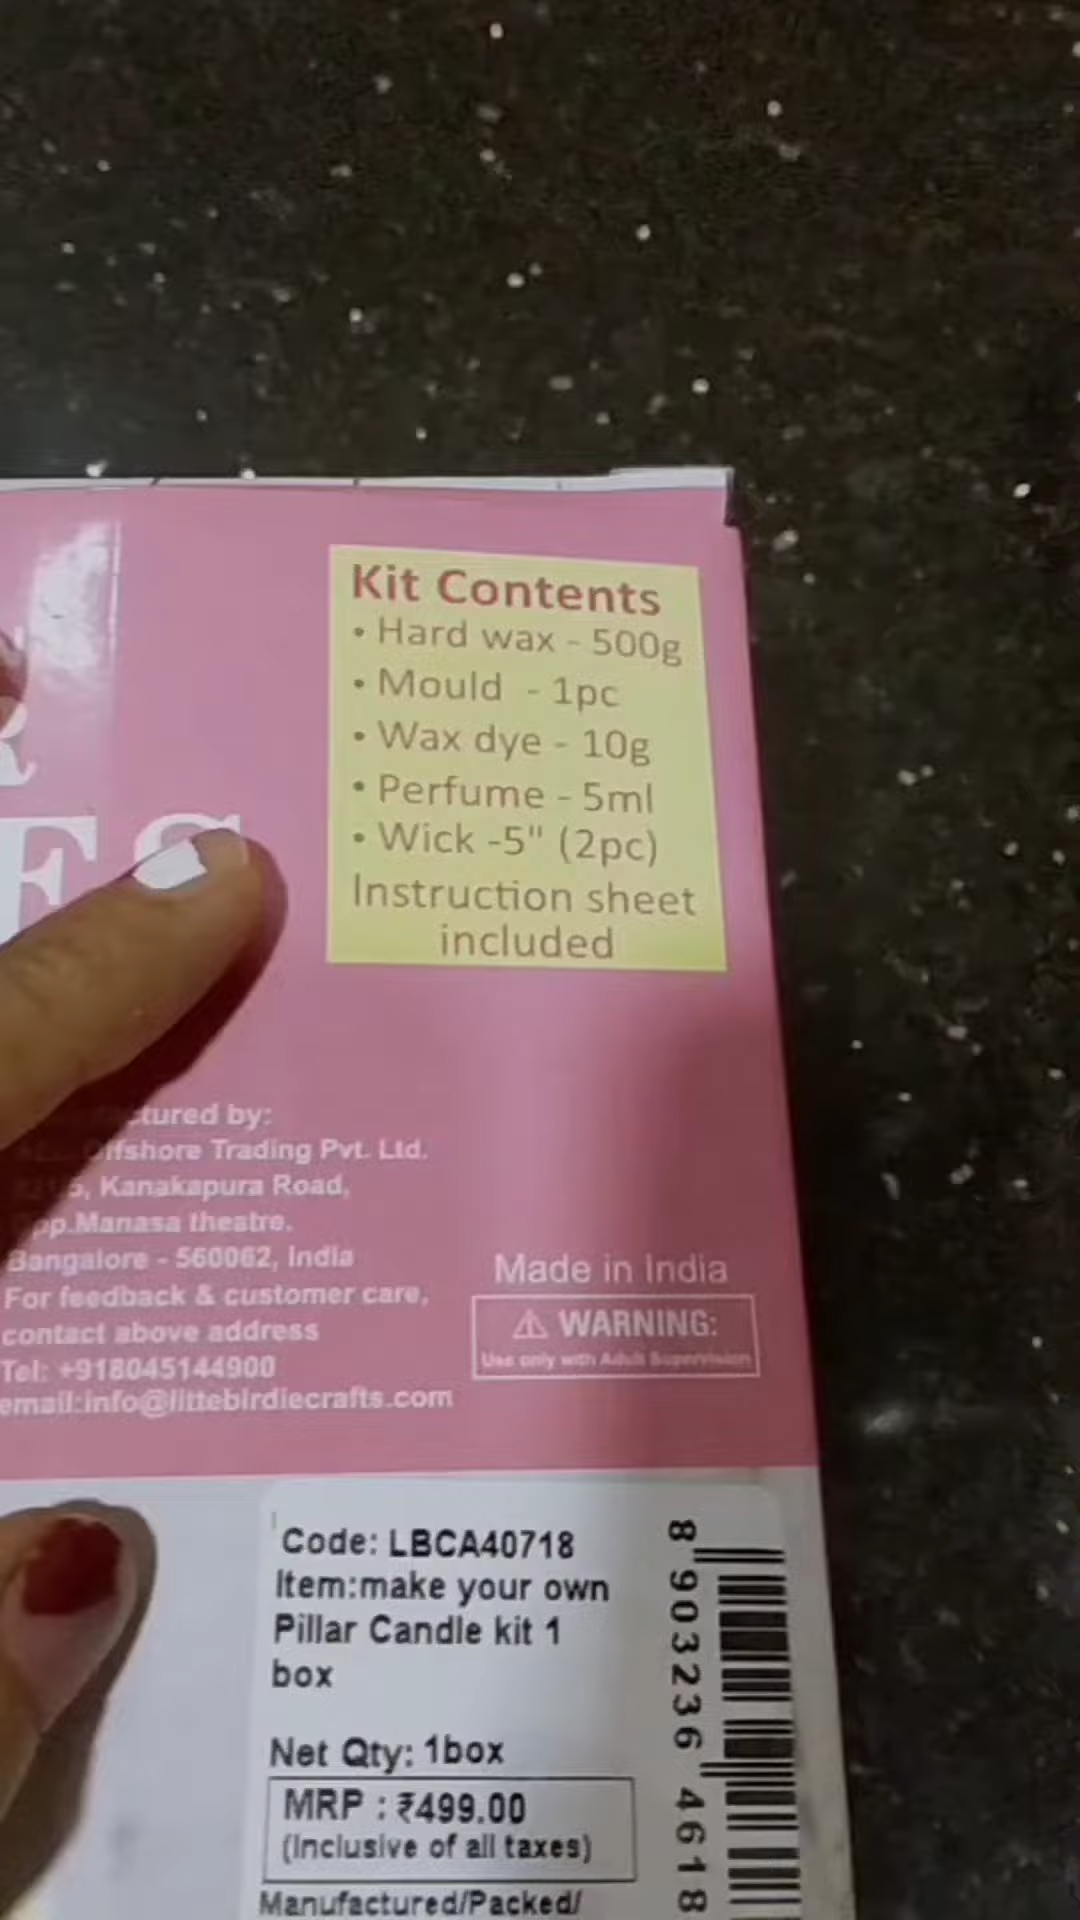 Kit Contents
• Hard wax - 500g
• Mould - 1pc
• Wax dye - 10g
• Perfume - 5ml
• Wick -5" (2pc)
Instruction sheet
included
by:
Offshore Trading Pvt. Ltd.
Kanakapura Road,
Opp.Manasa theatre.
Bangalore - 560062, India
For feedback & customer care,
contact above address
Tel: +918045144900
email:info@littebirdiecrafts.com
Made in India
⚠ WARNING:
Use only with Adult Supervision
Code: LBCA40718
Item:make your own
Pillar Candle kit 1
box
Net Qty: 1box
MRP : ₹499.00
(Inclusive of all taxes)
Manufactured/Packed/
8 903236 4618